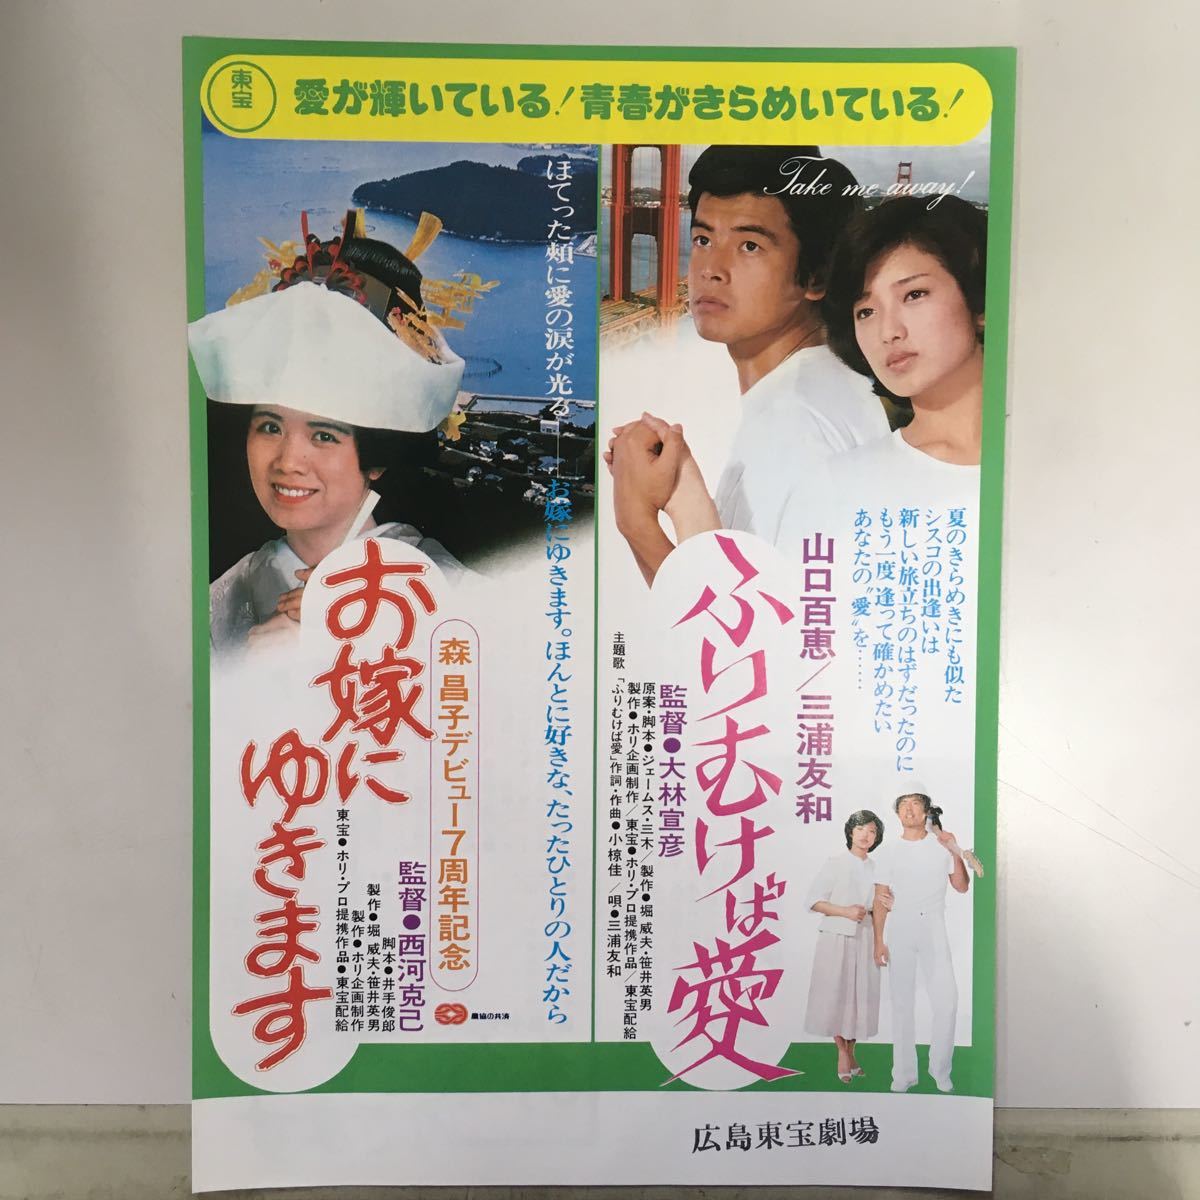 東宝
愛が輝いている!青春がきらめいている!
Take me away!
夏のきらめきにも似た
シスコの出逢いは
新しい旅立ちのはずだったのに
もう一度逢って確かめたい
あなたの〝愛〟を……
山口百恵/三浦友和
ふりむけば愛
監督●大林宣彦
原案・脚本●ジェームス・三木/製作●堀 威夫・笹井英男
製作●ホリ企画制作/東宝●ホリ・プロ提携作品/東宝配給
主題歌「ふりむけば愛」作詞・作曲●小椋佳/唄●三浦友和
ほてった頬に愛の涙が光る──お嫁にゆきます。ほんとに好きな、たったひとりの人だから
森 昌子デビュー7周年記念
お嫁に
ゆきます
監督●西河克己
脚本●井手俊郎
製作●堀 威夫・笹井英男
製作●ホリ企画制作
東宝●ホリ・プロ提携作品●東宝配給
農協の共済
広島東宝劇場